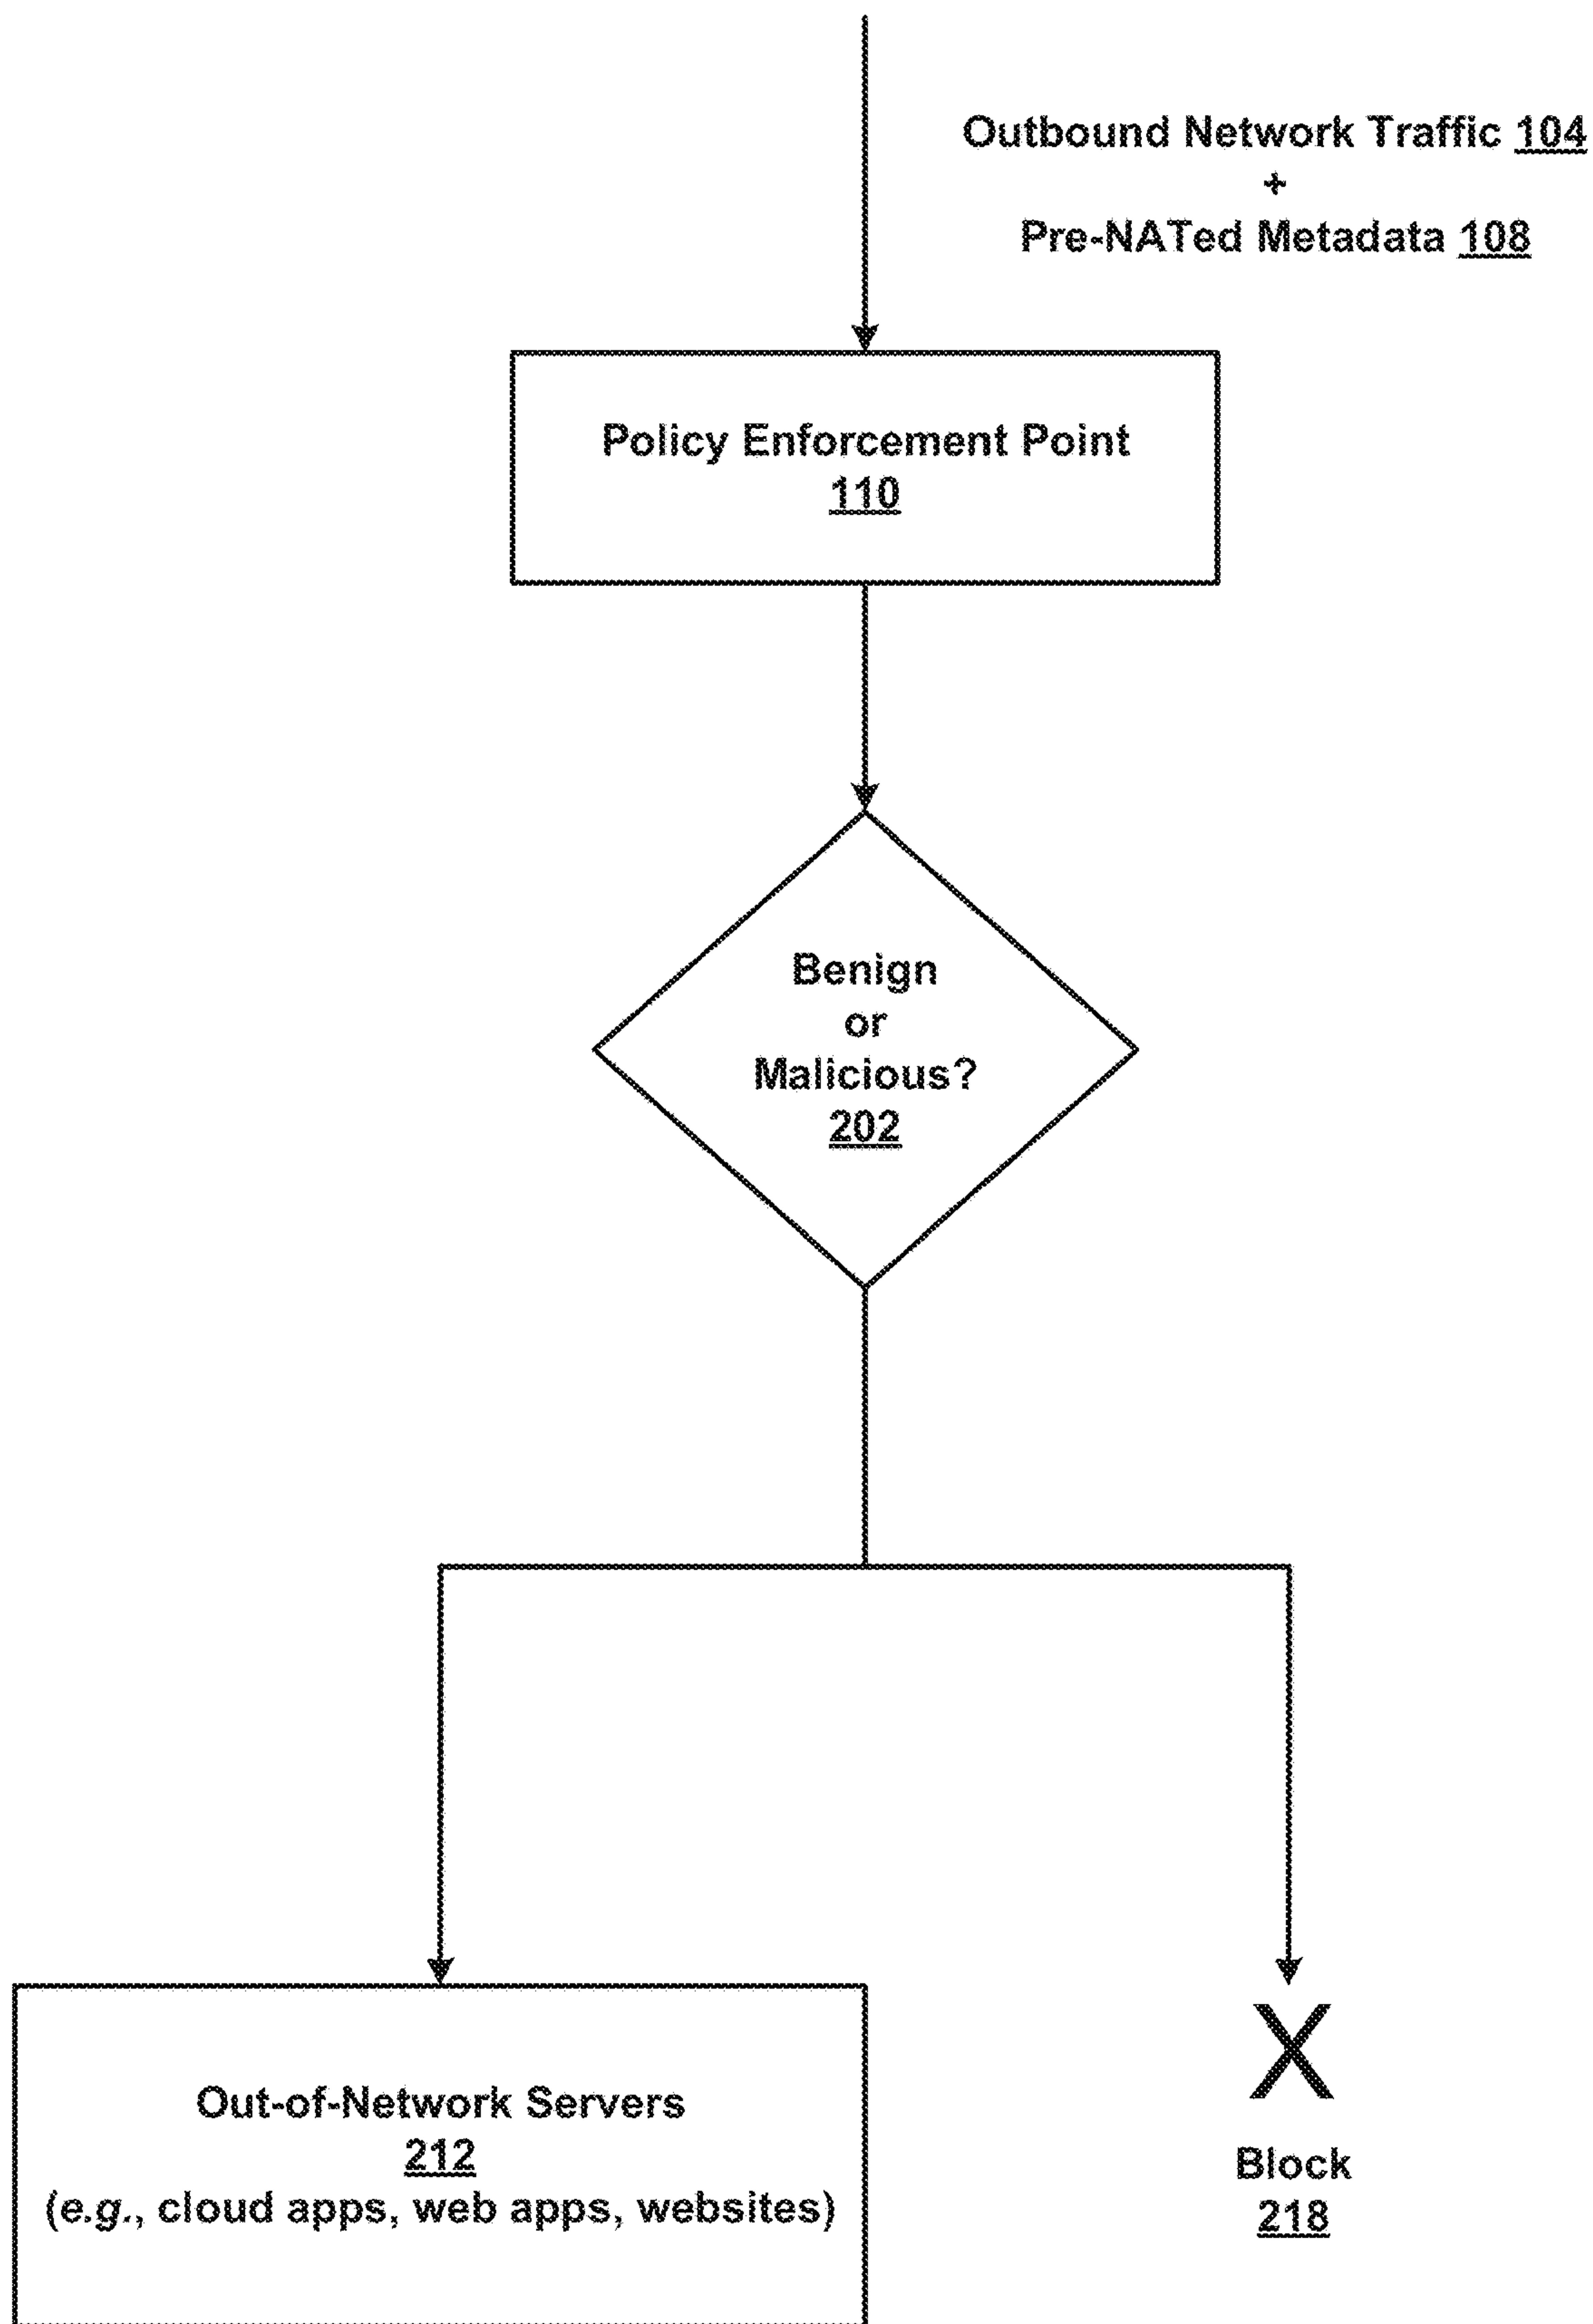 Outbound Network Traffic 104
+
Pre-NATed Metadata 108
Policy Enforcement Point
110
Benign
or
Malicious?
202
Out-of-Network Servers
212
(e.g., cloud apps, web apps, websites)
X
Block
218